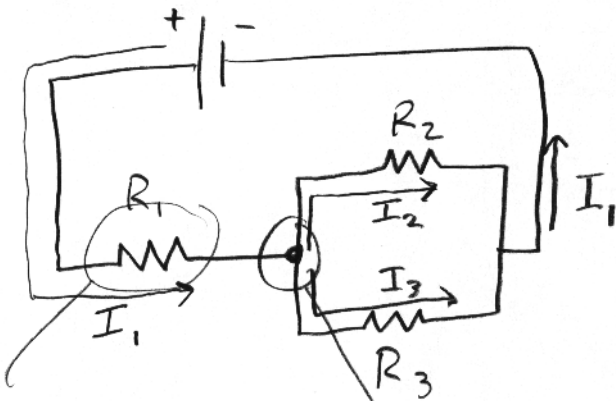 + -
R₂
R₁
I₂
I₁
I₃
I₁
R₃